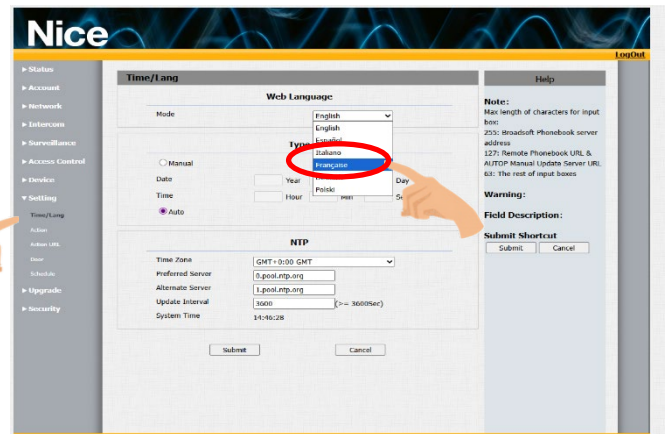 Nice
LogOut
Status
Account
Network
Intercom
Surveillance
Access Control
Device
Setting
Time/Lang
Action
Action URL
Door
Schedule
Upgrade
Security
Time/Lang
Web Language
Mode
English
English
Español
Italiano
Française
Polski
Type
Manual
Date Year Day
Time Hour Min
Auto
NTP
Time Zone GMT+0:00 GMT
Preferred Server 0.pool.ntp.org
Alternate Server 1.pool.ntp.org
Update Interval 3600 (>= 3600Sec)
System Time 14:46:28
Submit Cancel
Help
Note:
Max length of characters for input
box:
255: Broadsoft Phonebook server
address
127: Remote Phonebook URL &
AUTOP Manual Update Server URL
63: The rest of input boxes
Warning:
Field Description:
Submit Shortcut
Submit Cancel